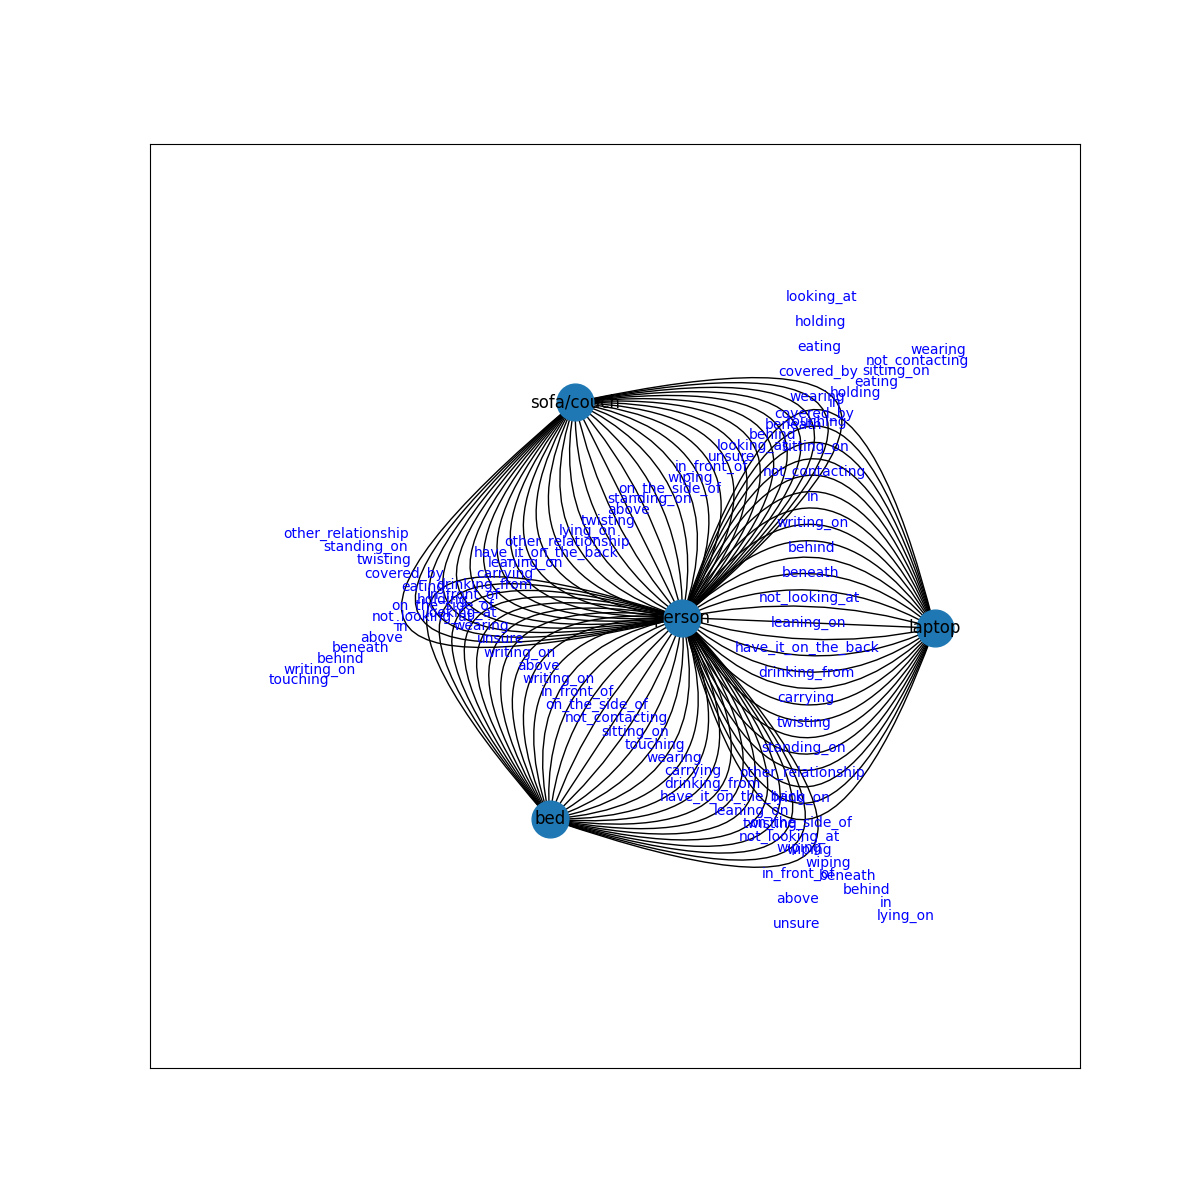 looking_at
holding
eating
wearing
not_contacting
covered_by
sitting_on
eating
holding
wearing
in
sofa/couch
covered_by
touching
beneath
behind
looking_at
sitting_on
unsure
in_front_of
not_contacting
wiping
on_the_side_of
in
standing_on
above
twisting
writing_on
lying_on
other_relationship
other_relationship
standing_on
behind
have_it_on_the_back
twisting
leaning_on
covered_by
carrying
beneath
eating
drinking_from
in_front_of
holding
not_looking_at
on_the_side_of
looking_at
not_looking_at
person
in
wearing
leaning_on
laptop
above
unsure
beneath
have_it_on_the_back
writing_on
behind
above
writing_on
drinking_from
touching
writing_on
in_front_of
carrying
on_the_side_of
not_contacting
twisting
sitting_on
touching
standing_on
wearing
carrying
other_relationship
drinking_from
have_it_on_the_back
lying_on
leaning_on
bed
twisting
on_the_side_of
not_looking_at
wiping
wiping
in_front_of
beneath
behind
above
in
lying_on
unsure